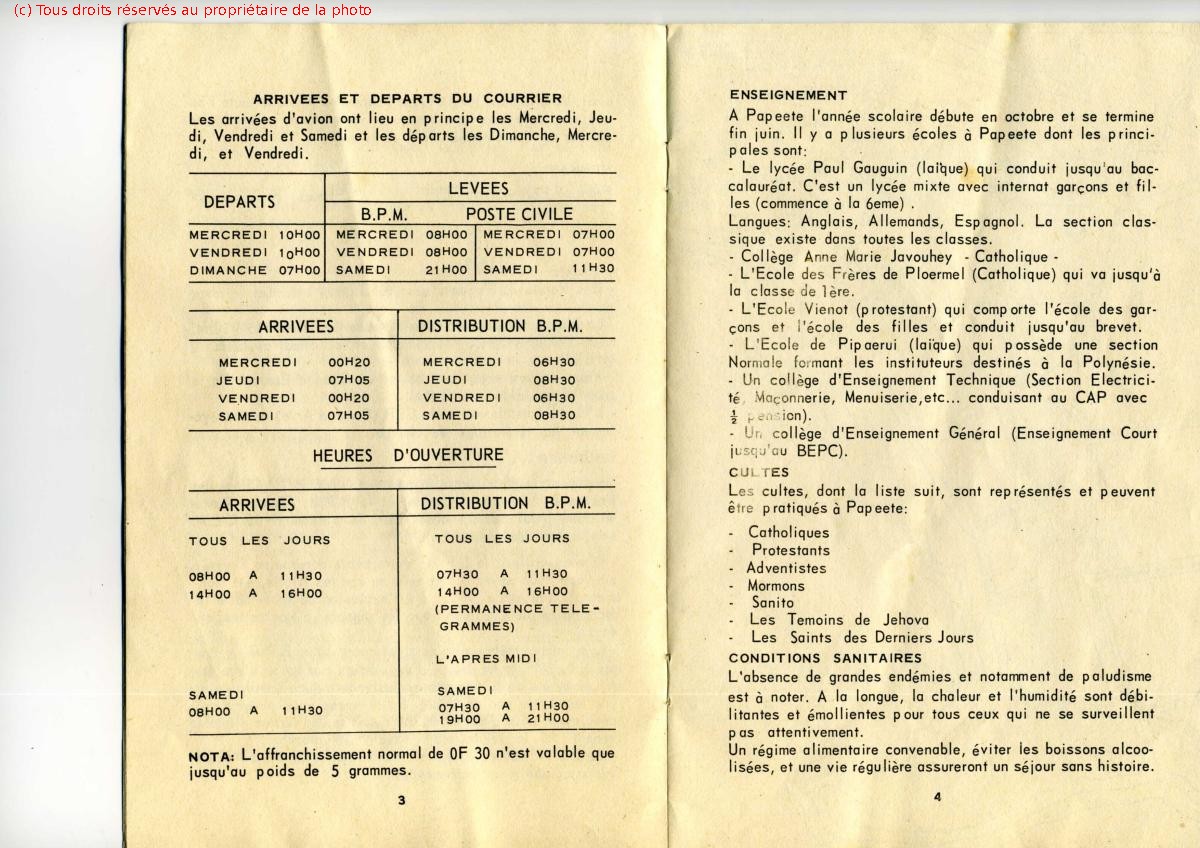 (c) Tous droits réservés au propriétaire de la photo
ARRIVEES ET DEPARTS DU COURRIER
Les arrivées d'avion ont lieu en principe les Mercredi, Jeu-
di, Vendredi et Samedi et les départs les Dimanche, Mercre-
di, et Vendredi.
DEPARTS LEVEES
B.P.M. POSTE CIVILE
MERCREDI 10H00 MERCREDI 08H00 MERCREDI 07H00
VENDREDI 10H00 VENDREDI 08H00 VENDREDI 07H00
DIMANCHE 07H00 SAMEDI 21H00 SAMEDI 11H30
ARRIVEES DISTRIBUTION B.P.M.
MERCREDI 00H20 MERCREDI 06H30
JEUDI 07H05 JEUDI 08H30
VENDREDI 00H20 VENDREDI 06H30
SAMEDI 07H05 SAMEDI 08H30
HEURES D'OUVERTURE
ARRIVEES DISTRIBUTION B.P.M.
TOUS LES JOURS TOUS LES JOURS
08H00 A 11H30 07H30 A 11H30
14H00 A 16H00 14H00 A 16H00
(PERMANENCE TELE-
GRAMMES)
L'APRES MIDI
SAMEDI SAMEDI
08H00 A 11H30 07H30 A 11H30
19H00 A 21H00
NOTA: L'affranchissement normal de 0F 30 n'est valable que
jusqu'au poids de 5 grammes.
3
ENSEIGNEMENT
A Papeete l'année scolaire débute en octobre et se termine
fin juin. Il y a plusieurs écoles à Papeete dont les princi-
pales sont:
- Le lycée Paul Gauguin (laïque) qui conduit jusqu'au bac-
calauréat. C'est un lycée mixte avec internat garçons et fil-
les (commence à la 6eme) .
Langues: Anglais, Allemands, Espagnol. La section clas-
sique existe dans toutes les classes.
- Collège Anne Marie Javouhey - Catholique -
- L'Ecole des Frères de Ploermel (Catholique) qui va jusqu'à
la classe de 1ère.
- L'Ecole Vienot (protestant) qui comporte l'école des gar-
çons et l'école des filles et conduit jusqu'au brevet.
- L'Ecole de Pipaerui (laïque) qui possède une section
Normale formant les instituteurs destinés à la Polynésie.
- Un collège d'Enseignement Technique (Section Electrici-
té, Maçonnerie, Menuiserie,etc... conduisant au CAP avec
½ pension).
- Un collège d'Enseignement Général (Enseignement Court
jusqu'au BEPC).
CULTES
Les cultes, dont la liste suit, sont représentés et peuvent
être pratiqués à Papeete:
- Catholiques
- Protestants
- Adventistes
- Mormons
- Sanito
- Les Temoins de Jehova
- Les Saints des Derniers Jours
CONDITIONS SANITAIRES
L'absence de grandes endémies et notamment de paludisme
est à noter. A la longue, la chaleur et l'humidité sont débi-
litantes et émollientes pour tous ceux qui ne se surveillent
pas attentivement.
Un régime alimentaire convenable, éviter les boissons alcoo-
lisées, et une vie régulière assureront un séjour sans histoire.
4